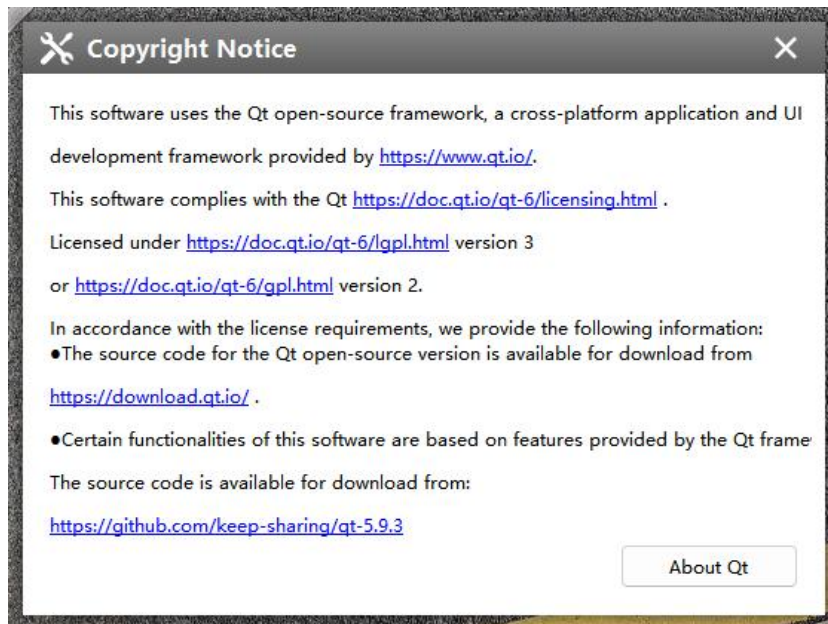 Copyright Notice
This software uses the Qt open-source framework, a cross-platform application and UI
development framework provided by https://www.qt.io/.
This software complies with the Qt https://doc.qt.io/qt-6/licensing.html .
Licensed under https://doc.qt.io/qt-6/lgpl.html version 3
or https://doc.qt.io/qt-6/gpl.html version 2.
In accordance with the license requirements, we provide the following information:
●The source code for the Qt open-source version is available for download from
https://download.qt.io/ .
●Certain functionalities of this software are based on features provided by the Qt frame
The source code is available for download from:
https://github.com/keep-sharing/qt-5.9.3
About Qt